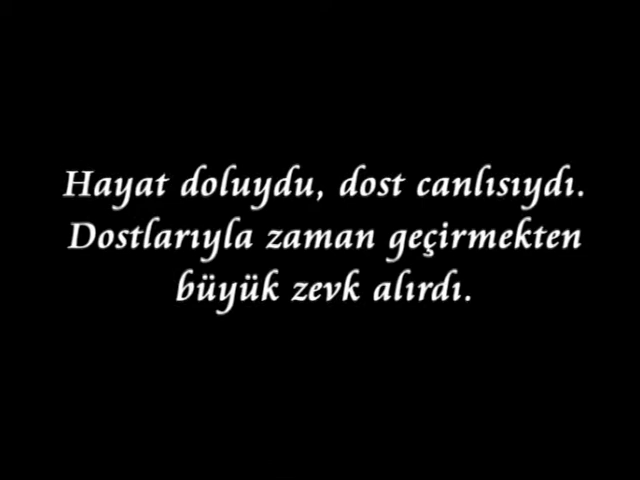 Hayat doluydu, dost canlısıydı.
Dostlarıyla zaman geçirmekten
büyük zevk alırdı.